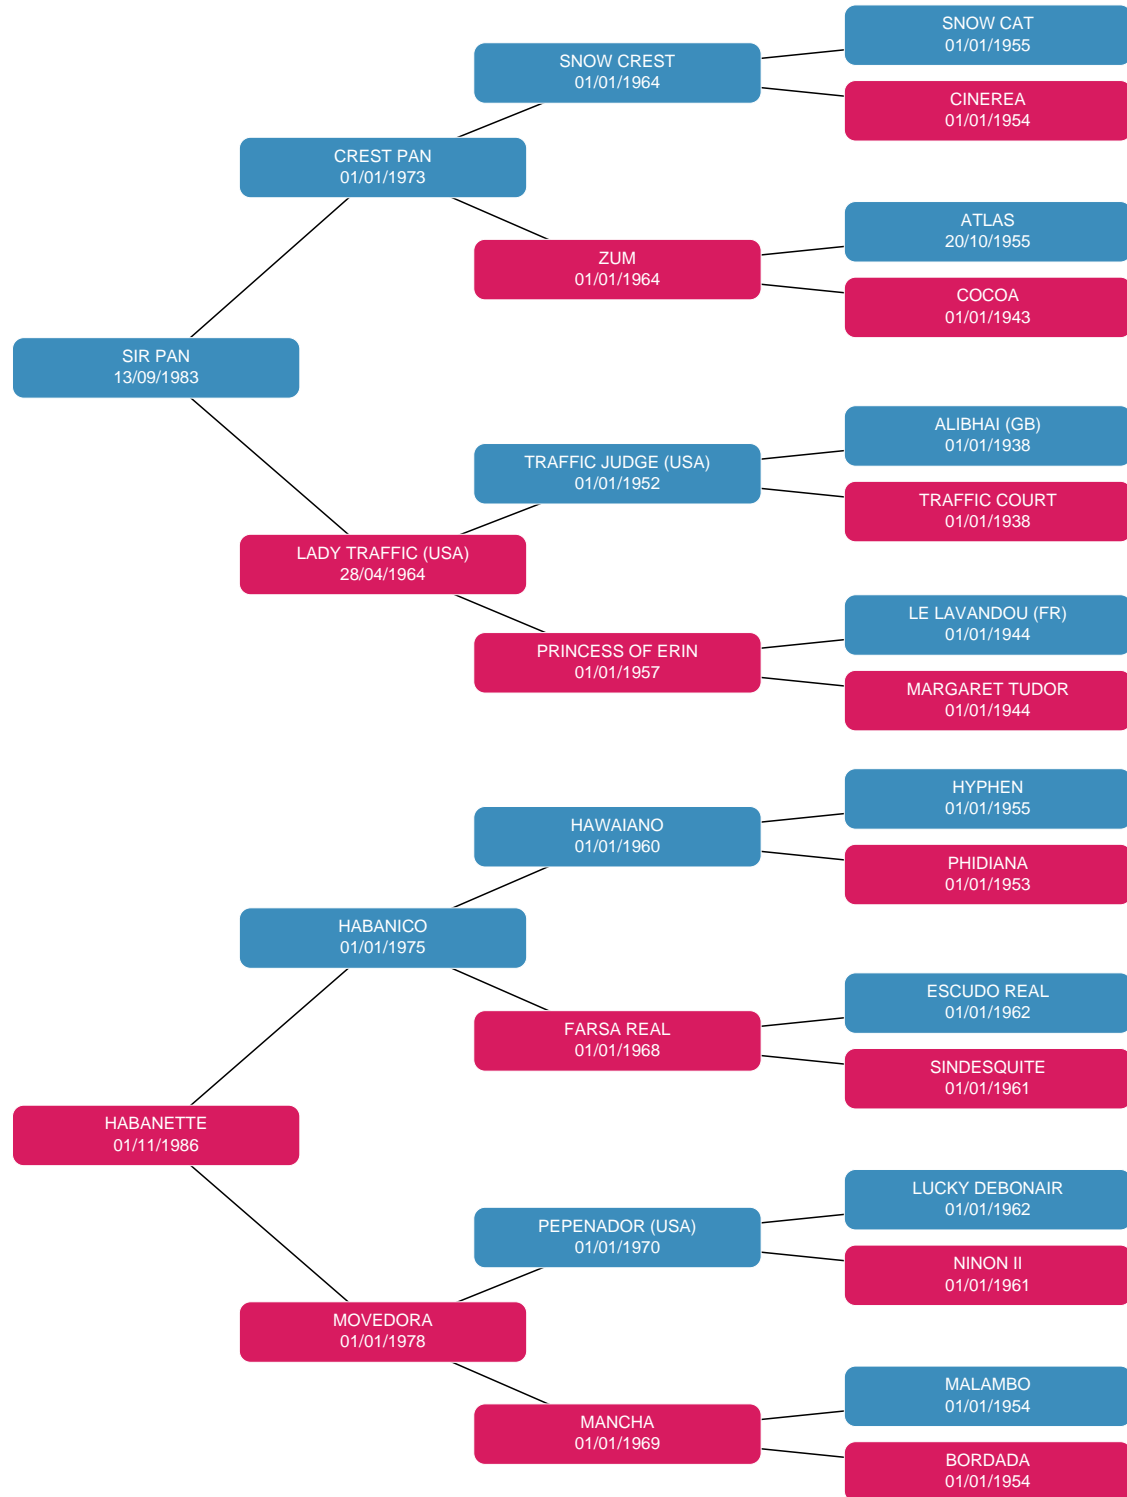 SNOW CAT
01/01/1955
SNOW CREST
01/01/1964
CINEREA
01/01/1954
CREST PAN
01/01/1973
ATLAS
20/10/1955
ZUM
01/01/1964
COCOA
01/01/1943
SIR PAN
13/09/1983
ALIBHAI (GB)
01/01/1938
TRAFFIC JUDGE (USA)
01/01/1952
TRAFFIC COURT
01/01/1938
LADY TRAFFIC (USA)
28/04/1964
LE LAVANDOU (FR)
01/01/1944
PRINCESS OF ERIN
01/01/1957
MARGARET TUDOR
01/01/1944
HYPHEN
01/01/1955
HAWAIANO
01/01/1960
PHIDIANA
01/01/1953
HABANICO
01/01/1975
ESCUDO REAL
01/01/1962
FARSA REAL
01/01/1968
SINDESQUITE
01/01/1961
HABANETTE
01/11/1986
LUCKY DEBONAIR
01/01/1962
PEPENADOR (USA)
01/01/1970
NINON II
01/01/1961
MOVEDORA
01/01/1978
MALAMBO
01/01/1954
MANCHA
01/01/1969
BORDADA
01/01/1954